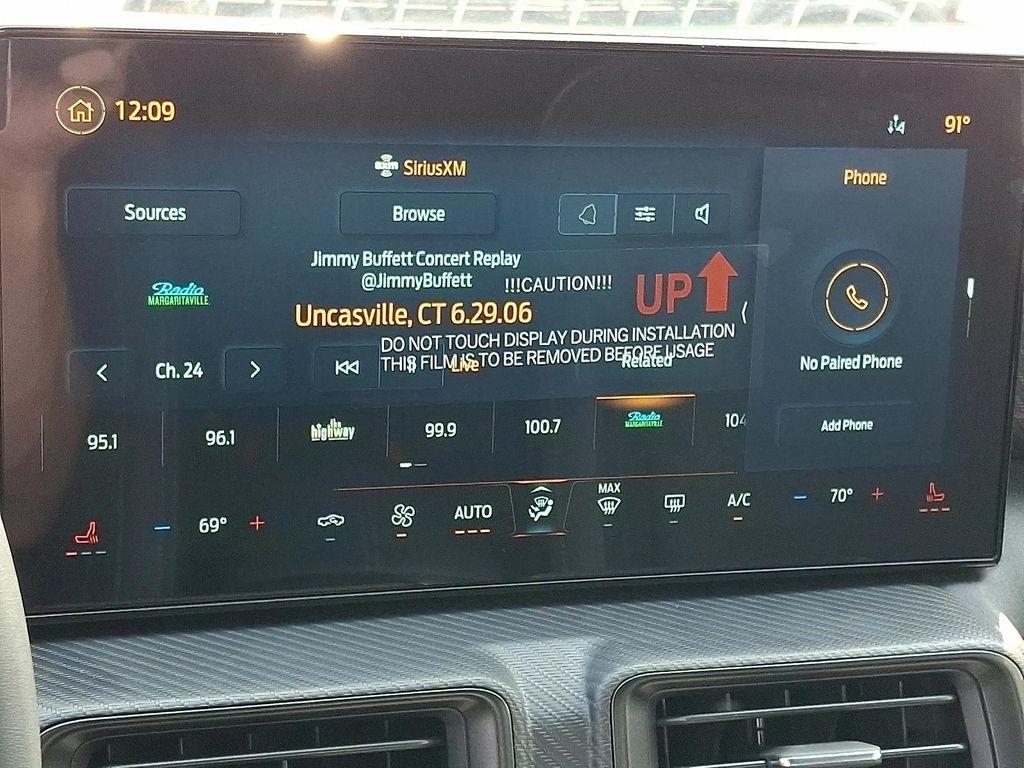 12:09
91°
SXM SiriusXM
Phone
Sources
Browse
Jimmy Buffett Concert Replay
@JimmyBuffett
!!!CAUTION!!!
UP
Radio
MARGARITAVILLE
Uncasville, CT 6.29.06
DO NOT TOUCH DISPLAY DURING INSTALLATION
THIS FILM IS TO BE REMOVED BEFORE USAGE
Ch. 24
Live
Related
No Paired Phone
95.1
96.1
the
highway
99.9
100.7
Radio
MARGARITAVILLE
104
Add Phone
69°
AUTO
MAX
A/C
70°